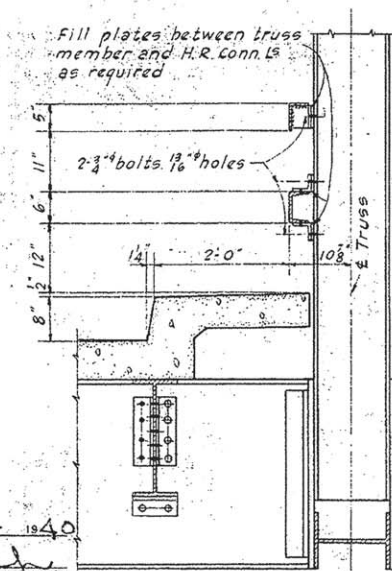 Fill plates between truss
member and H.R. Conn. Ls
as required
5"
11"
2-3/4"φ bolts 13/16"φ holes
6"
12"
1/2"
1 1/4"
2'-0"
10 7/8"
℄ Truss
8"
1940